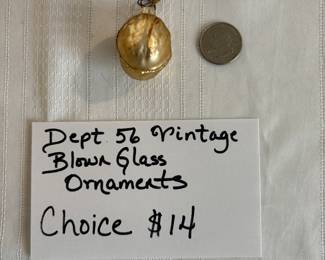 Dept 56 Vintage
Blown Glass
Ornaments
Choice $14